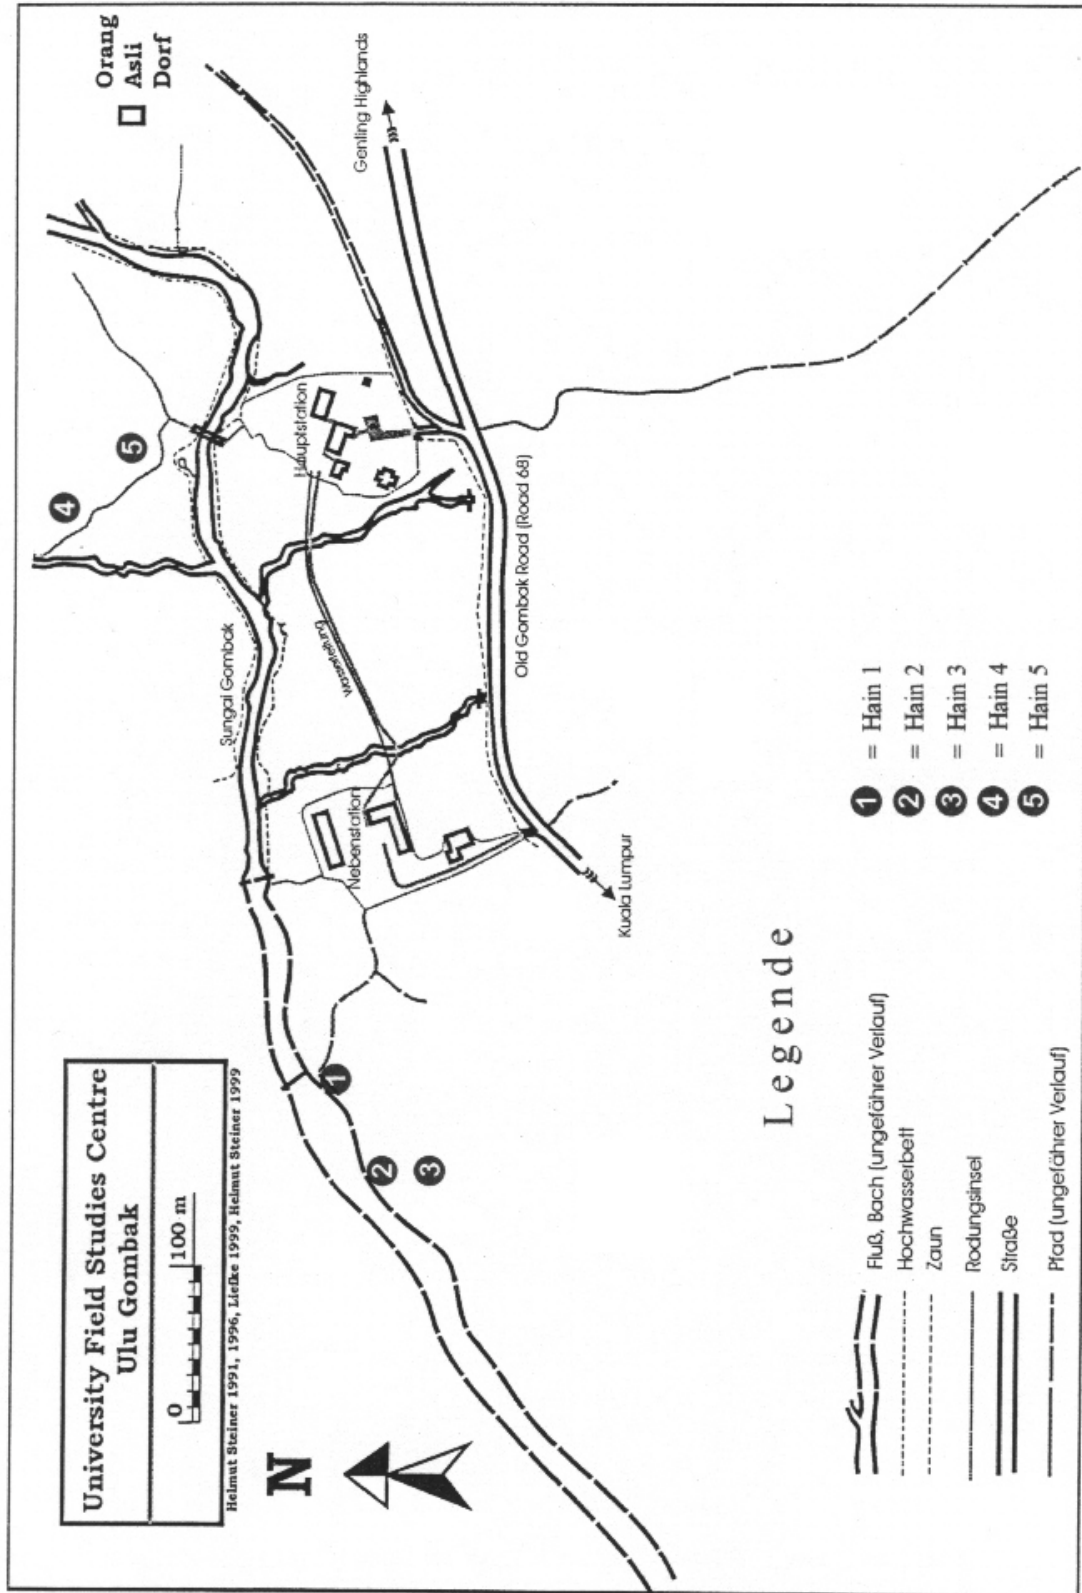 University Field Studies Centre
Ulu Gombak
0
100 m
Helmut Steiner 1991, 1996, Liefke 1999, Helmut Steiner 1999
N
Orang
Asli
Dorf
Genting Highlands
Hauptstation
Sungai Gombak
Wasserleitung
Nebenstation
Old Gombak Road (Road 68)
Kuala Lumpur
P
1
2
3
4
5
Legende
Fluß, Bach (ungefährer Verlauf)
Hochwasserbett
Zaun
Rodungsinsel
Straße
Pfad (ungefährer Verlauf)
1 = Hain 1
2 = Hain 2
3 = Hain 3
4 = Hain 4
5 = Hain 5